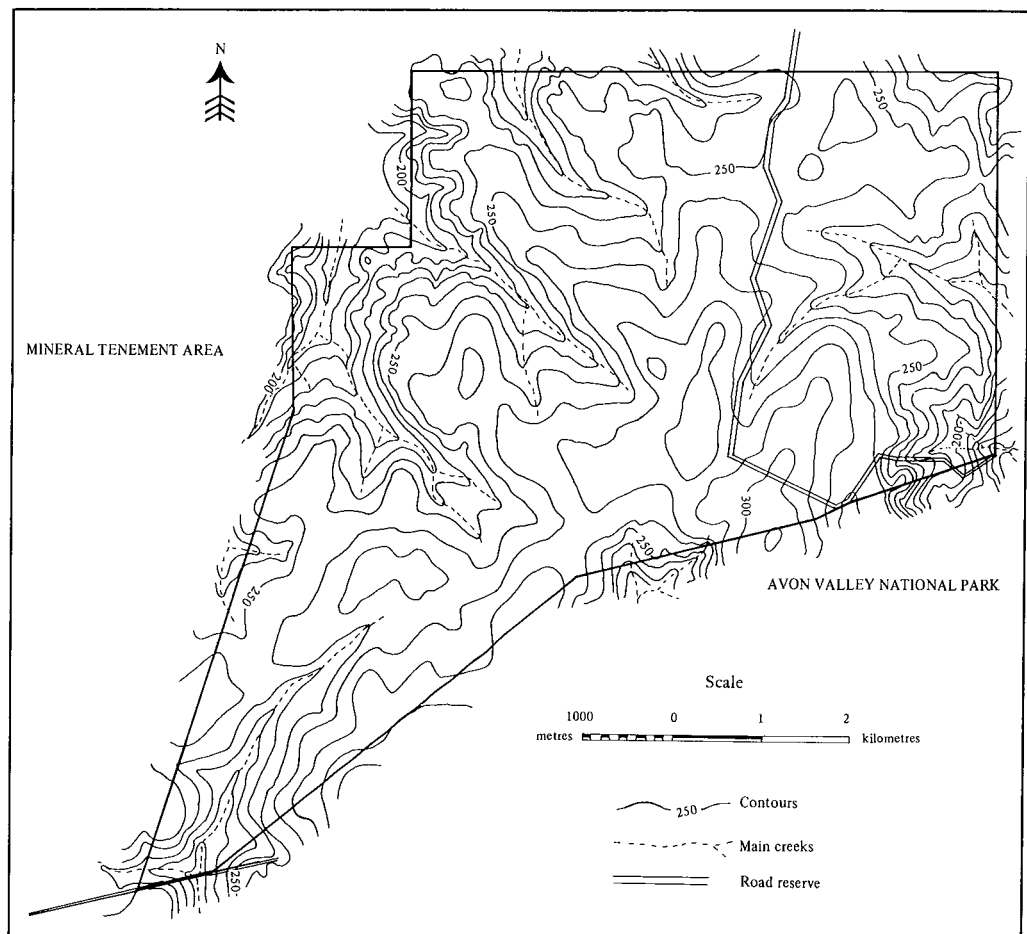 N
250
250
200
250
200
MINERAL TENEMENT AREA
250
250
200
200
300
250
AVON VALLEY NATIONAL PARK
250
Scale
1000 0 1 2
metres kilometres
250 Contours
Main creeks
Road reserve
250